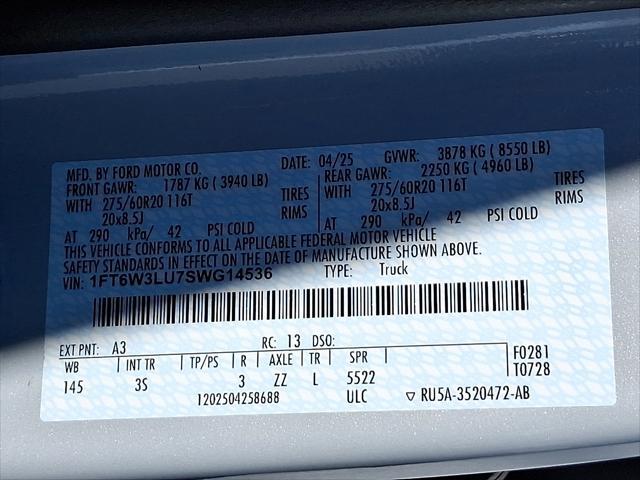 MFD. BY FORD MOTOR CO. DATE: 04/25 GVWR: 3878 KG ( 8550 LB)
FRONT GAWR: 1787 KG ( 3940 LB) REAR GAWR: 2250 KG ( 4960 LB)
WITH 275/60R20 116T TIRES WITH 275/60R20 116T TIRES
20x8.5J RIMS 20x8.5J RIMS
AT 290 kPa/ 42 PSI COLD AT 290 kPa/ 42 PSI COLD
THIS VEHICLE CONFORMS TO ALL APPLICABLE FEDERAL MOTOR VEHICLE
SAFETY STANDARDS IN EFFECT ON THE DATE OF MANUFACTURE SHOWN ABOVE.
VIN: 1FT6W3LU7SWG14536 TYPE: Truck
EXT PNT: A3 RC: 13 DSO:
WB INT TR TP/PS R AXLE TR SPR F0281
145 3S 3 ZZ L 5522 T0728
1202504258688 ULC ▽ RU5A-3520472-AB